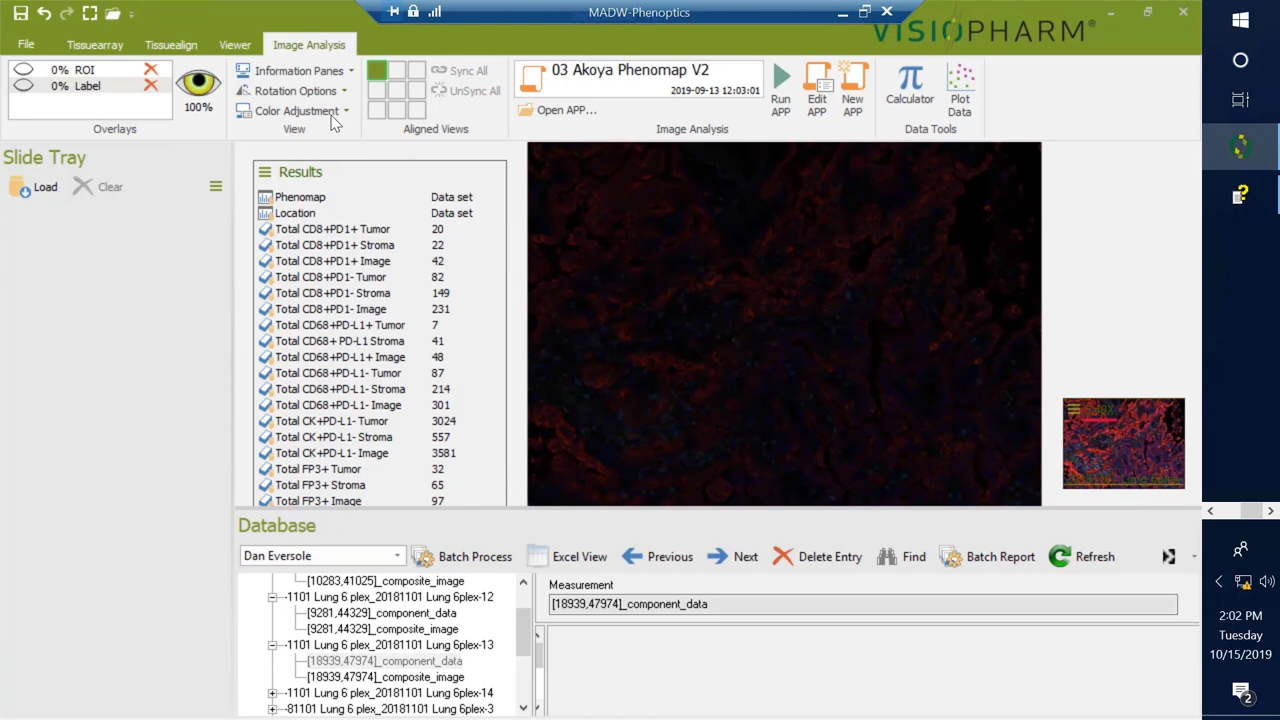 MADW-Phenoptics
VISIOPHARM®
File Tissuearray Tissuealign Viewer Image Analysis
0% ROI
0% Label
100%
Overlays
Information Panes
Rotation Options
Color Adjustment
View
Sync All
UnSync All
Aligned Views
03 Akoya Phenomap V2
2019-09-13 12:03:01
Open APP...
Run APP
Edit APP
New APP
Image Analysis
Calculator
Plot Data
Data Tools
Slide Tray
Load Clear
Results
Phenomap Data set
Location Data set
Total CD8+PD1+ Tumor 20
Total CD8+PD1+ Stroma 22
Total CD8+PD1+ Image 42
Total CD8+PD1- Tumor 82
Total CD8+PD1- Stroma 149
Total CD8+PD1- Image 231
Total CD68+PD-L1+ Tumor 7
Total CD68+ PD-L1 Stroma 41
Total CD68+PD-L1+ Image 48
Total CD68+PD-L1- Tumor 87
Total CD68+PD-L1- Stroma 214
Total CD68+PD-L1- Image 301
Total CK+PD-L1- Tumor 3024
Total CK+PD-L1- Stroma 557
Total CK+PD-L1- Image 3581
Total FP3+ Tumor 32
Total FP3+ Stroma 65
Total FP3+ Image 97
Database
Dan Eversole Batch Process Excel View Previous Next Delete Entry Find Batch Report Refresh
[10283,41025]_composite_image
-1101 Lung 6 plex_20181101 Lung 6plex-12
[9281,44329]_component_data
[9281,44329]_composite_image
-1101 Lung 6 plex_20181101 Lung 6plex-13
[18939,47974]_component_data
[18939,47974]_composite_image
-1101 Lung 6 plex_20181101 Lung 6plex-14
-81101 Lung 6 plex_20181101 Lung 6plex-3
Measurement
[18939,47974]_component_data
2:02 PM
Tuesday
10/15/2019
2